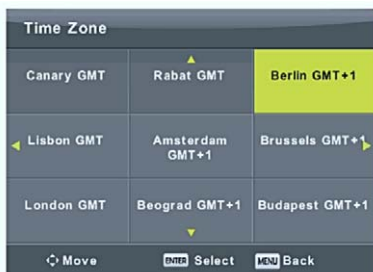 Time Zone
Canary GMT Rabat GMT Berlin GMT+1
Lisbon GMT Amsterdam GMT+1 Brussels GMT+1
London GMT Beograd GMT+1 Budapest GMT+1
Move ENTER Select MENU Back